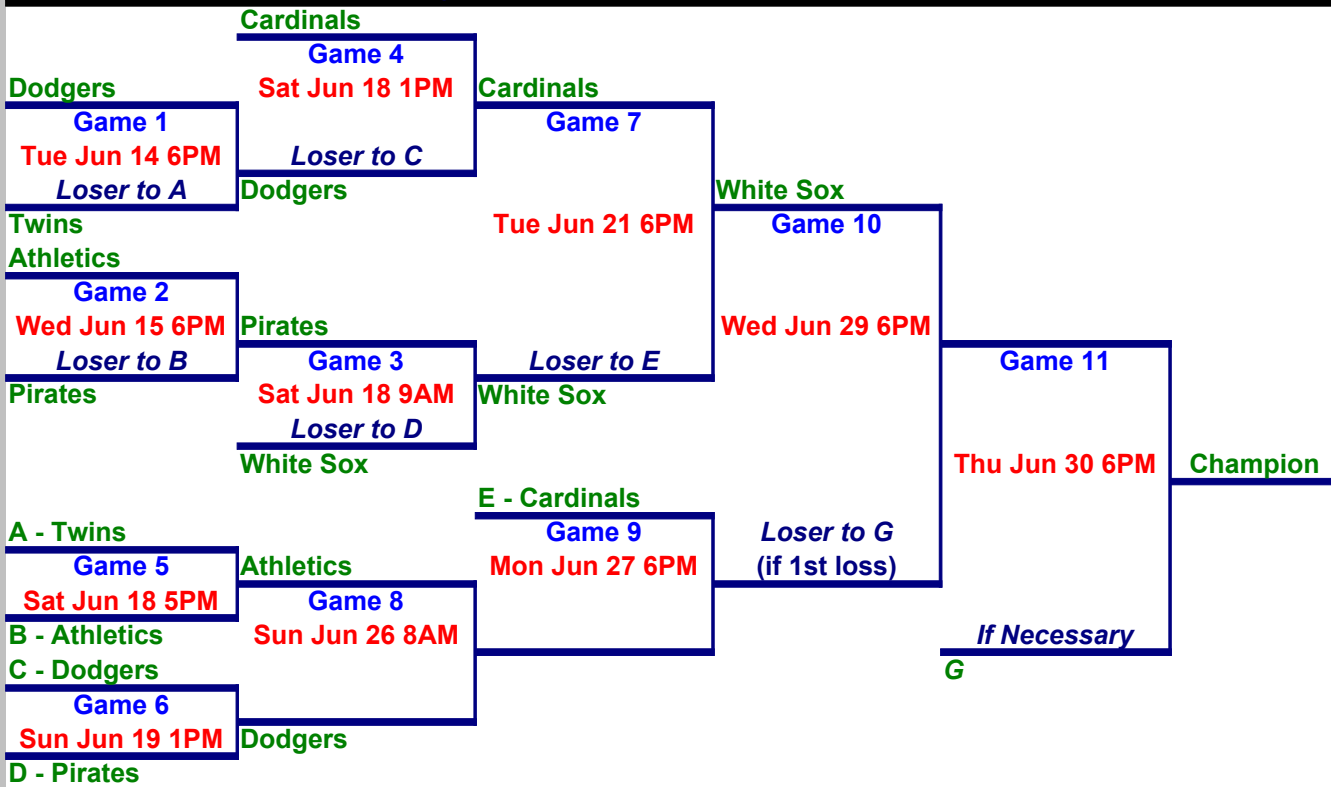 Cardinals
Game 4
Dodgers
Sat Jun 18 1PM
Cardinals
Game 1
Game 7
Tue Jun 14 6PM
Loser to C
Loser to A
Dodgers
White Sox
Twins
Tue Jun 21 6PM
Game 10
Athletics
Game 2
Wed Jun 15 6PM
Pirates
Wed Jun 29 6PM
Loser to B
Game 3
Loser to E
Game 11
Pirates
Sat Jun 18 9AM
White Sox
Loser to D
White Sox
Thu Jun 30 6PM
Champion
E - Cardinals
A - Twins
Game 9
Loser to G
Game 5
Athletics
Mon Jun 27 6PM
(if 1st loss)
Sat Jun 18 5PM
Game 8
B - Athletics
Sun Jun 26 8AM
If Necessary
C - Dodgers
G
Game 6
Sun Jun 19 1PM
Dodgers
D - Pirates